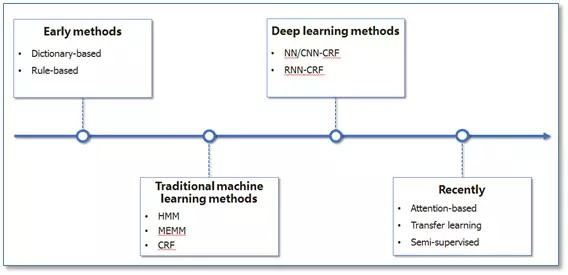 Early methods
• Dictionary-based
• Rule-based
Traditional machine
learning methods
• HMM
• MEMM
• CRF
Deep learning methods
• NN/CNN-CRF
• RNN-CRF
Recently
• Attention-based
• Transfer learning
• Semi-supervised